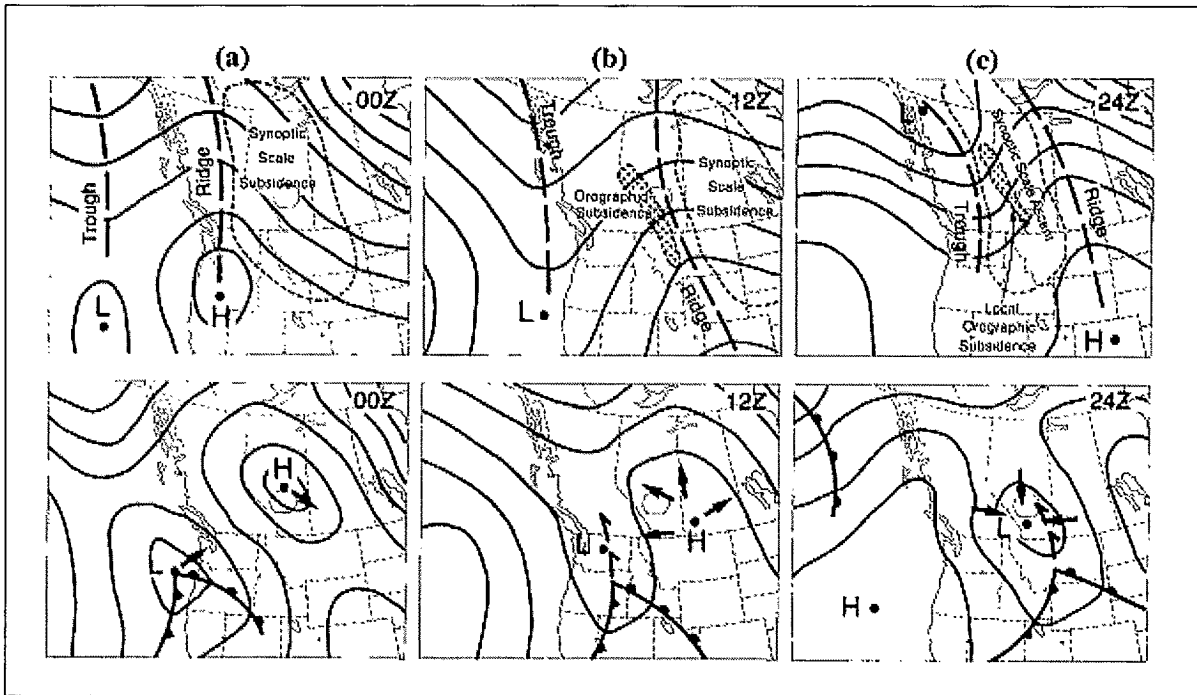 (a)
(b)
(c)
00Z
Trough
Ridge
Synoptic
Scale
Subsidence
L
H
12Z
Trough
Orographic
Subsidence
Synoptic
Scale
Subsidence
Ridge
L
24Z
L
Synoptic Scale Ascent
Trough
Ridge
Local
Orographic
Subsidence
H
00Z
H
L
12Z
L
H
24Z
L
H